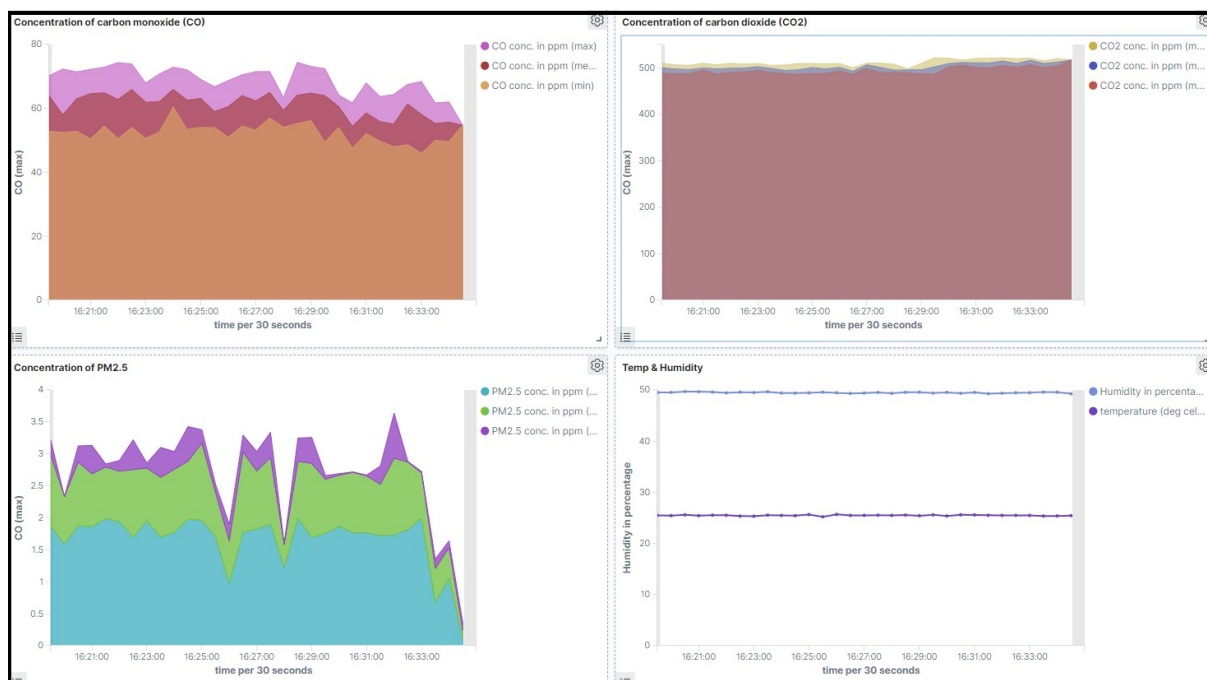 Concentration of carbon monoxide (CO)
80
60
40
20
0
CO (max)
16:21:00 16:23:00 16:25:00 16:27:00 16:29:00 16:31:00 16:33:00
time per 30 seconds
CO conc. in ppm (max)
CO conc. in ppm (me...
CO conc. in ppm (min)
Concentration of carbon dioxide (CO2)
500
400
300
200
100
0
CO (max)
16:21:00 16:23:00 16:25:00 16:27:00 16:29:00 16:31:00 16:33:00
time per 30 seconds
CO2 conc. in ppm (m...
CO2 conc. in ppm (m...
CO2 conc. in ppm (m...
Concentration of PM2.5
4
3.5
3
2.5
2
1.5
1
0.5
0
CO (max)
16:21:00 16:23:00 16:25:00 16:27:00 16:29:00 16:31:00 16:33:00
time per 30 seconds
PM2.5 conc. in ppm (...
PM2.5 conc. in ppm (...
PM2.5 conc. in ppm (...
Temp & Humidity
50
40
30
20
10
0
Humidity in percentage
16:21:00 16:23:00 16:25:00 16:27:00 16:29:00 16:31:00 16:33:00
time per 30 seconds
Humidity in percenta...
temperature (deg cel...